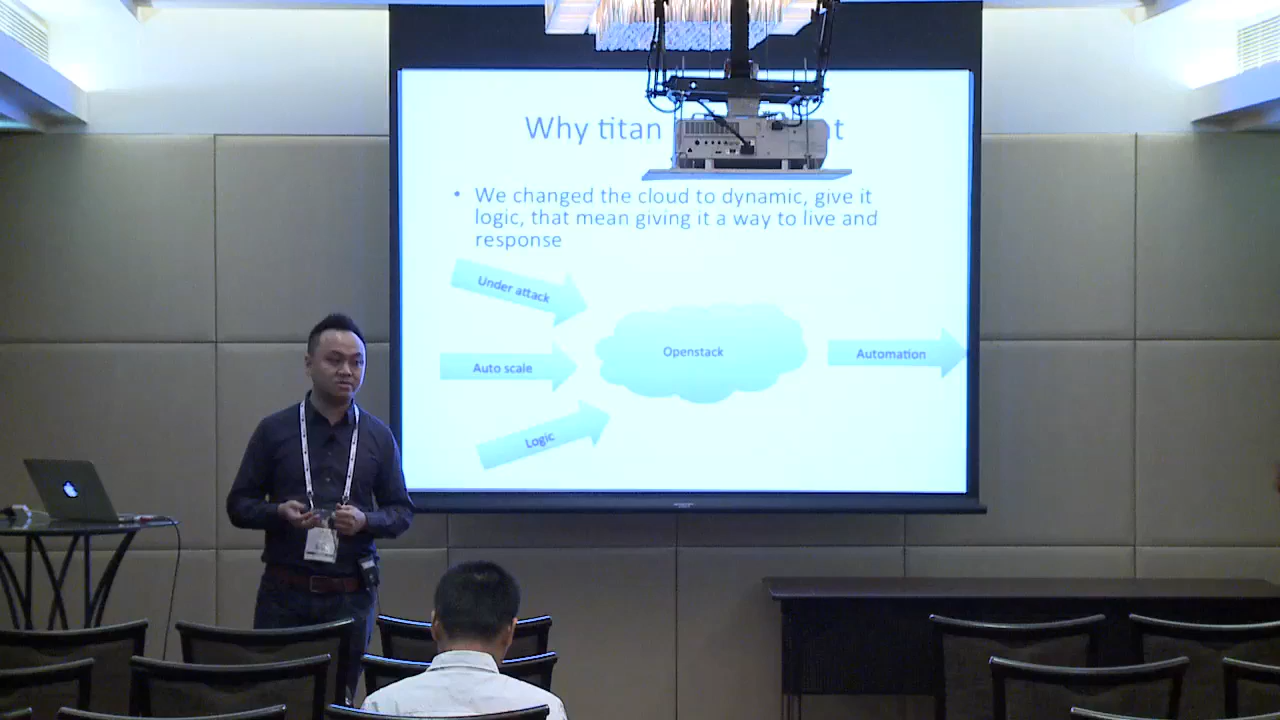 Why titan t
• We changed the cloud to dynamic, give it
logic, that mean giving it a way to live and
response
Under attack
Auto scale
Logic
Openstack
Automation